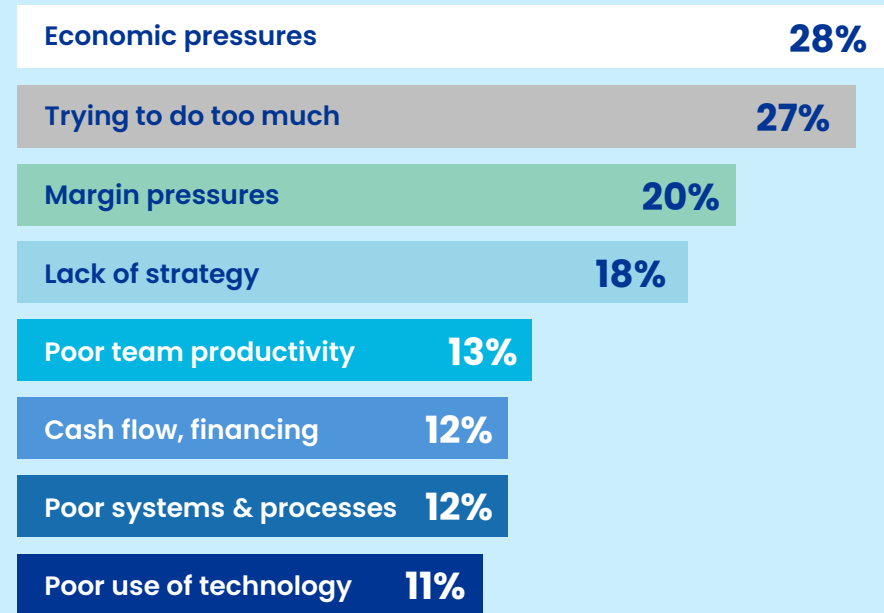 Economic pressures 28%
Trying to do too much 27%
Margin pressures 20%
Lack of strategy 18%
Poor team productivity 13%
Cash flow, financing 12%
Poor systems & processes 12%
Poor use of technology 11%